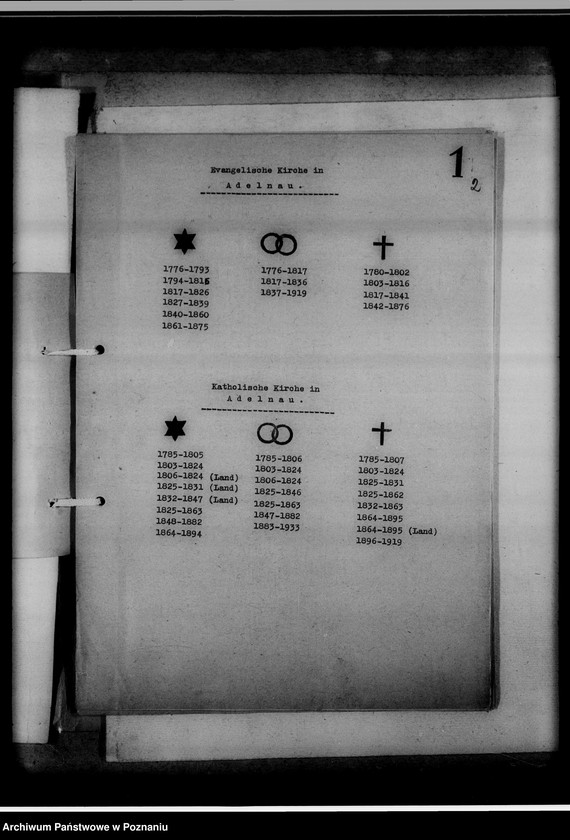 1
2
Evangelische Kirche in
Adelnau.
1776-1793 1776-1817 1780-1802
1794-1816 1817-1836 1803-1816
1817-1826 1837-1919 1817-1841
1827-1839 1842-1876
1840-1860
1861-1875
Katholische Kirche in
Adelnau.
1785-1805 1785-1806 1785-1807
1803-1824 1803-1824 1803-1824
1806-1824 (Land) 1806-1824 1825-1831
1825-1831 (Land) 1825-1846 1825-1862
1832-1847 (Land) 1825-1863 1832-1863
1825-1863 1847-1882 1864-1895
1848-1882 1883-1933 1864-1895 (Land)
1864-1894 1896-1919
Archiwum Państwowe w Poznaniu